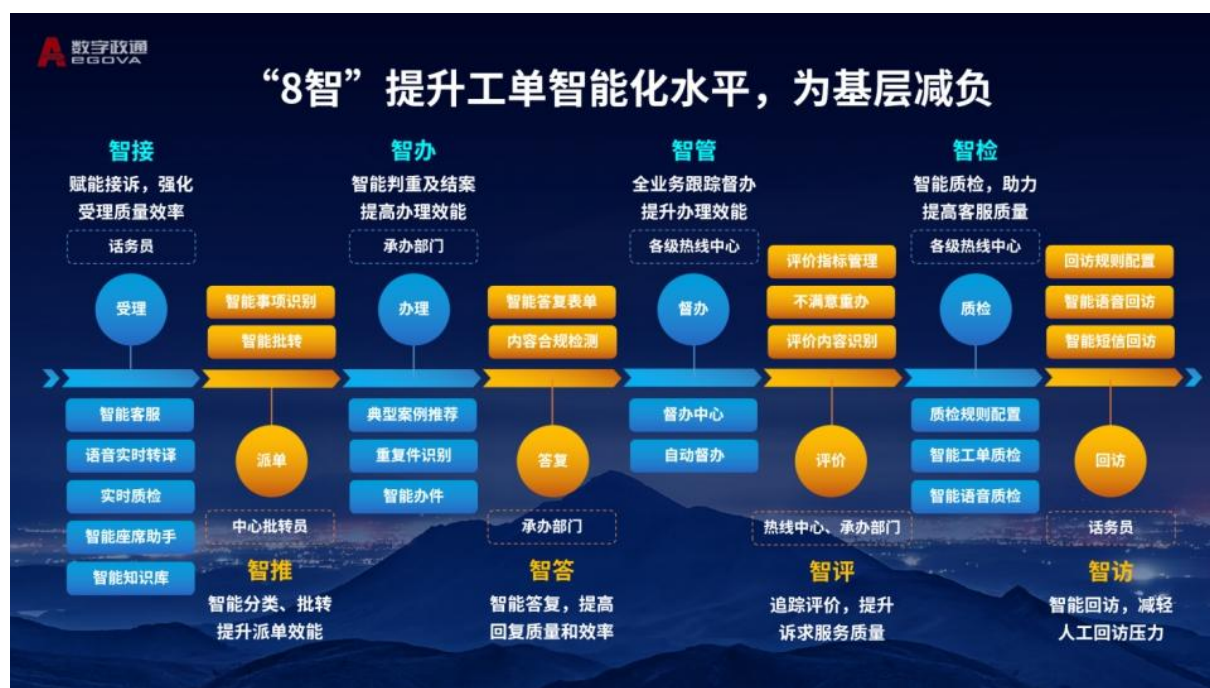 数字政通
EGOVA
“8智”提升工单智能化水平，为基层减负
智接
赋能接诉，强化
受理质量效率
话务员
受理
智能客服
语音实时转译
实时质检
智能座席助手
智能知识库
智能事项识别
智能批转
派单
中心批转员
智推
智能分类、批转
提升派单效能
智办
智能判重及结案
提高办理效能
承办部门
办理
典型案例推荐
重复件识别
智能办件
智能答复表单
内容合规检测
答复
承办部门
智答
智能答复，提高
回复质量和效率
智管
全业务跟踪督办
提升办理效能
各级热线中心
督办
督办中心
自动督办
评价指标管理
不满意重办
评价内容识别
评价
热线中心、承办部门
智评
追踪评价，提升
诉求服务质量
智检
智能质检，助力
提高客服质量
各级热线中心
质检
质检规则配置
智能工单质检
智能语音质检
回访规则配置
智能语音回访
智能短信回访
回访
话务员
智访
智能回访，减轻
人工回访压力